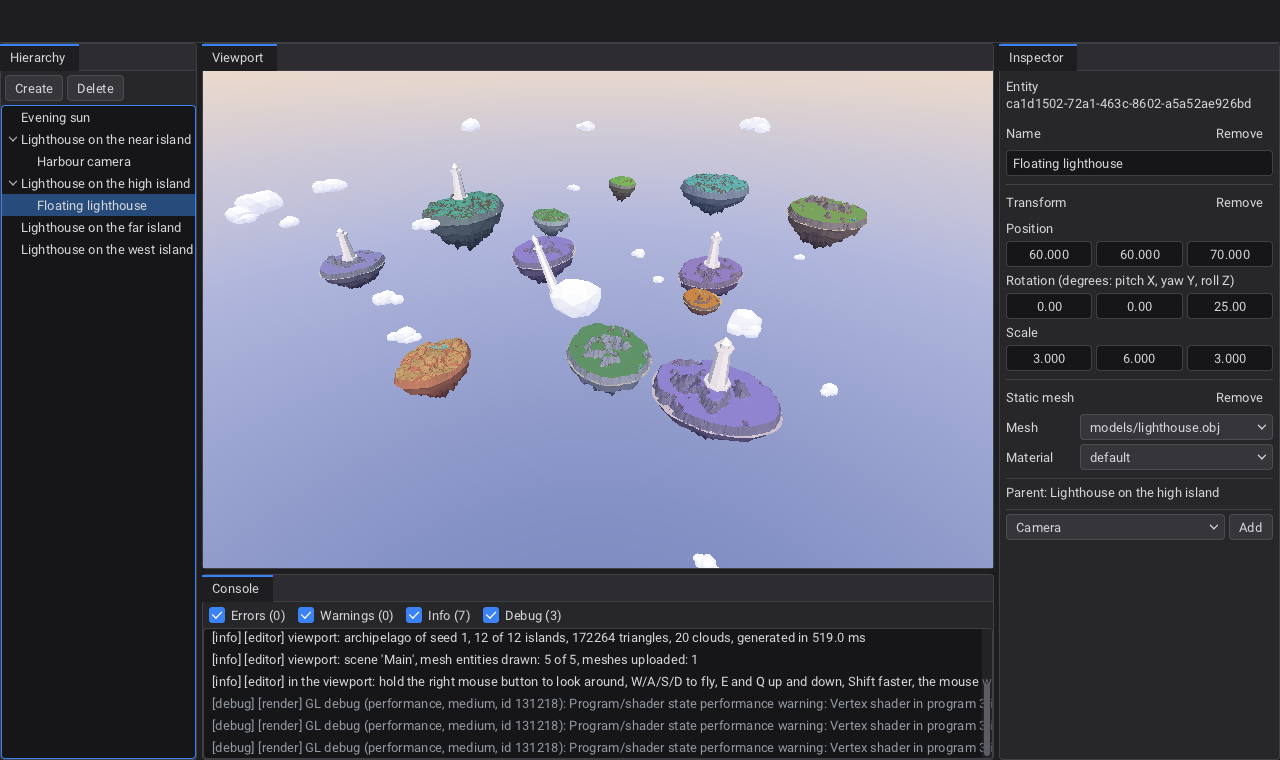 Hierarchy
Create Delete
Evening sun
Lighthouse on the near island
Harbour camera
Lighthouse on the high island
Floating lighthouse
Lighthouse on the far island
Lighthouse on the west island
Viewport
Console
Errors (0) Warnings (0) Info (7) Debug (3)
[info] [editor] viewport: archipelago of seed 1, 12 of 12 islands, 172264 triangles, 20 clouds, generated in 519.0 ms
[info] [editor] viewport: scene 'Main', mesh entities drawn: 5 of 5, meshes uploaded: 1
[info] [editor] in the viewport: hold the right mouse button to look around, W/A/S/D to fly, E and Q up and down, Shift faster, the mouse
[debug] [render] GL debug (performance, medium, id 131218): Program/shader state performance warning: Vertex shader in program
[debug] [render] GL debug (performance, medium, id 131218): Program/shader state performance warning: Vertex shader in program
[debug] [render] GL debug (performance, medium, id 131218): Program/shader state performance warning: Vertex shader in program
Inspector
Entity
ca1d1502-72a1-463c-8602-a5a52ae926bd
Name Remove
Floating lighthouse
Transform Remove
Position
60.000 60.000 70.000
Rotation (degrees: pitch X, yaw Y, roll Z)
0.00 0.00 25.00
Scale
3.000 6.000 3.000
Static mesh Remove
Mesh models/lighthouse.obj
Material default
Parent: Lighthouse on the high island
Camera Add